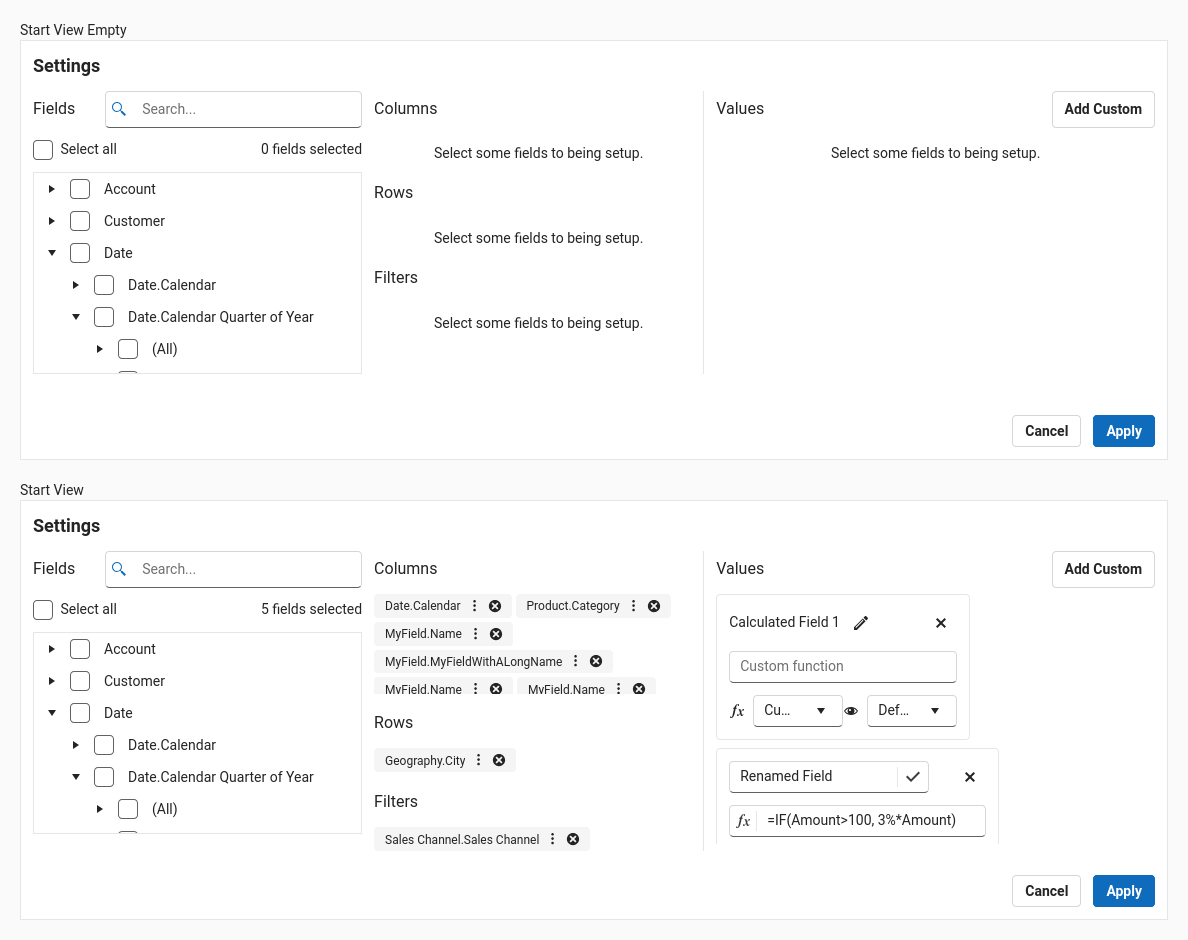 Start View Empty
Settings
Fields
Search...
Select all
0 fields selected
Account
Customer
Date
Date.Calendar
Date.Calendar Quarter of Year
(All)
Columns
Select some fields to being setup.
Rows
Select some fields to being setup.
Filters
Select some fields to being setup.
Values
Add Custom
Select some fields to being setup.
Cancel
Apply
Start View
Settings
Fields
Search...
Select all
5 fields selected
Account
Customer
Date
Date.Calendar
Date.Calendar Quarter of Year
(All)
Columns
Date.Calendar
Product.Category
MyField.Name
MyField.MyFieldWithALongName
MyField.Name
MyField.Name
Rows
Geography.City
Filters
Sales Channel.Sales Channel
Values
Add Custom
Calculated Field 1
Custom function
fx
Cu...
Def...
Renamed Field
fx
=IF(Amount>100, 3%*Amount)
Cancel
Apply